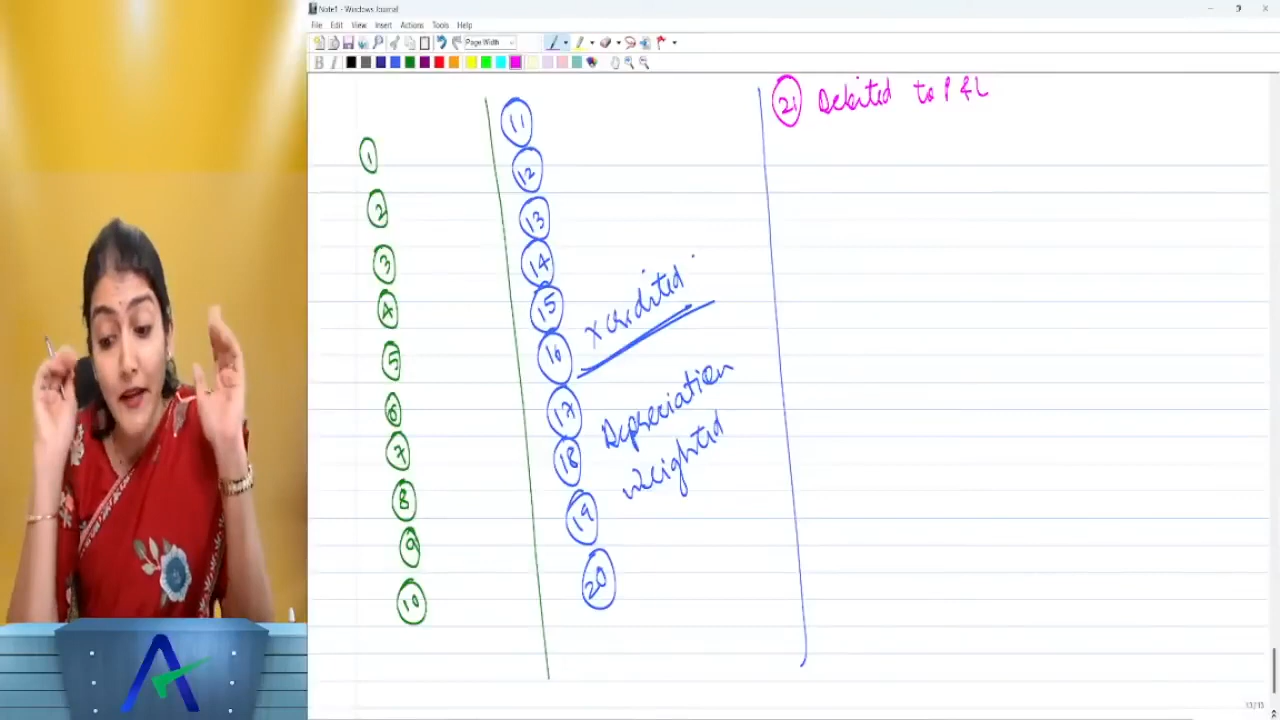 Note1 - Windows Journal
File Edit View Insert Actions Tools Help
Page Width
B I
1
2
3
4
5
6
7
8
9
10
11
12
13
14
15
16
x credited
17
Depreciation
18
weighted
19
20
21 Debited to P & L
13/13